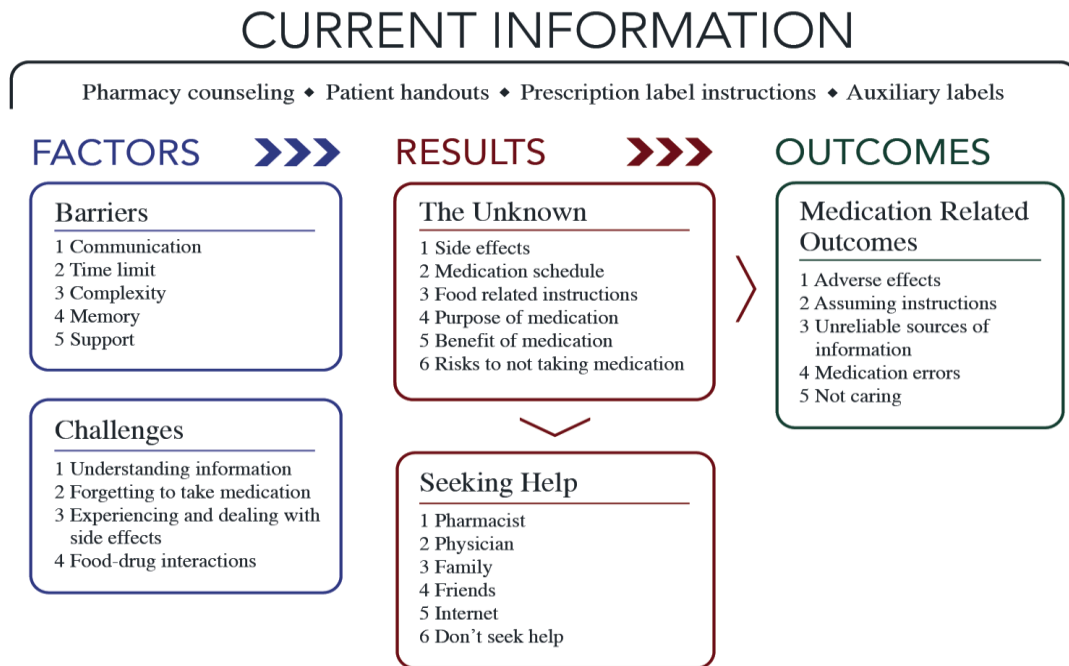 CURRENT INFORMATION
Pharmacy counseling ◆ Patient handouts ◆ Prescription label instructions ◆ Auxiliary labels
FACTORS
Barriers
1 Communication
2 Time limit
3 Complexity
4 Memory
5 Support
Challenges
1 Understanding information
2 Forgetting to take medication
3 Experiencing and dealing with
side effects
4 Food-drug interactions
RESULTS
The Unknown
1 Side effects
2 Medication schedule
3 Food related instructions
4 Purpose of medication
5 Benefit of medication
6 Risks to not taking medication
Seeking Help
1 Pharmacist
2 Physician
3 Family
4 Friends
5 Internet
6 Don’t seek help
OUTCOMES
Medication Related
Outcomes
1 Adverse effects
2 Assuming instructions
3 Unreliable sources of
information
4 Medication errors
5 Not caring